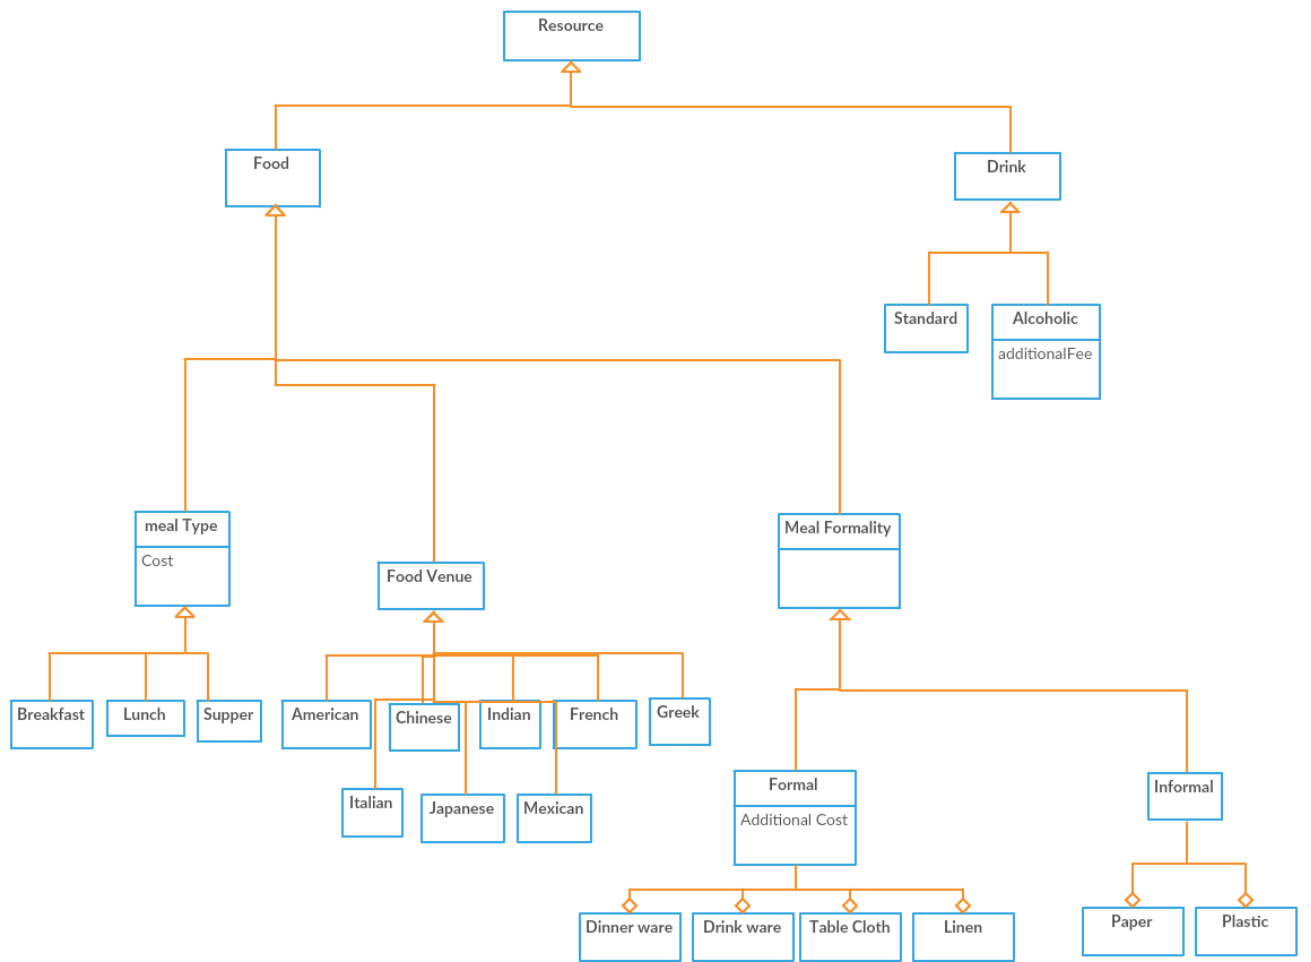 Resource
Food
Drink
Standard
Alcoholic
additionalFee
meal Type
Cost
Food Venue
Meal Formality
Breakfast
Lunch
Supper
American
Chinese
Indian
French
Greek
Italian
Japanese
Mexican
Formal
Additional Cost
Informal
Dinner ware
Drink ware
Table Cloth
Linen
Paper
Plastic